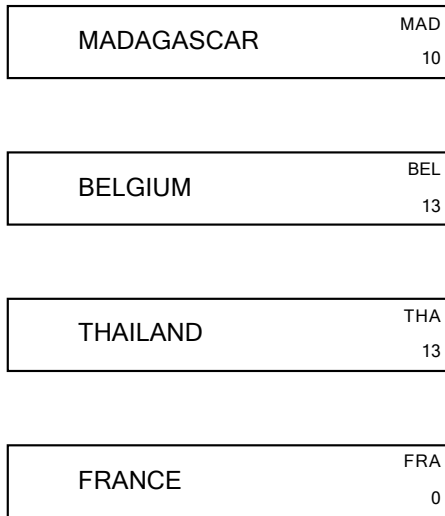 MADAGASCAR MAD
10
BELGIUM BEL
13
THAILAND THA
13
FRANCE FRA
0